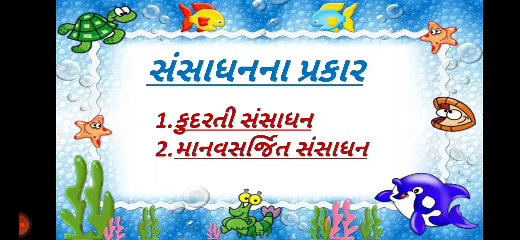 સંસાધનના પ્રકાર
1. કુદરતી સંસાધન
2. માનવસર્જિત સંસાધન